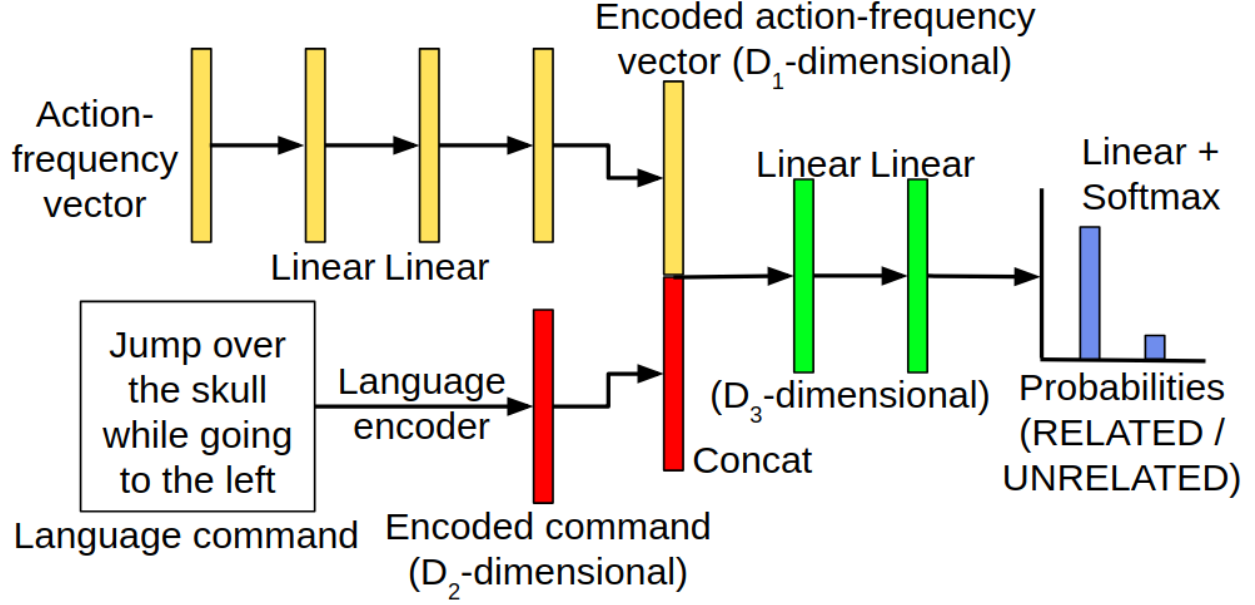 Encoded action-frequency
vector (D₁-dimensional)
Action-
frequency
vector
Linear Linear
Linear Linear
Linear +
Softmax
Jump over
the skull
while going
to the left
Language
encoder
(D₃-dimensional)
Probabilities
(RELATED /
UNRELATED)
Concat
Language command
Encoded command
(D₂-dimensional)